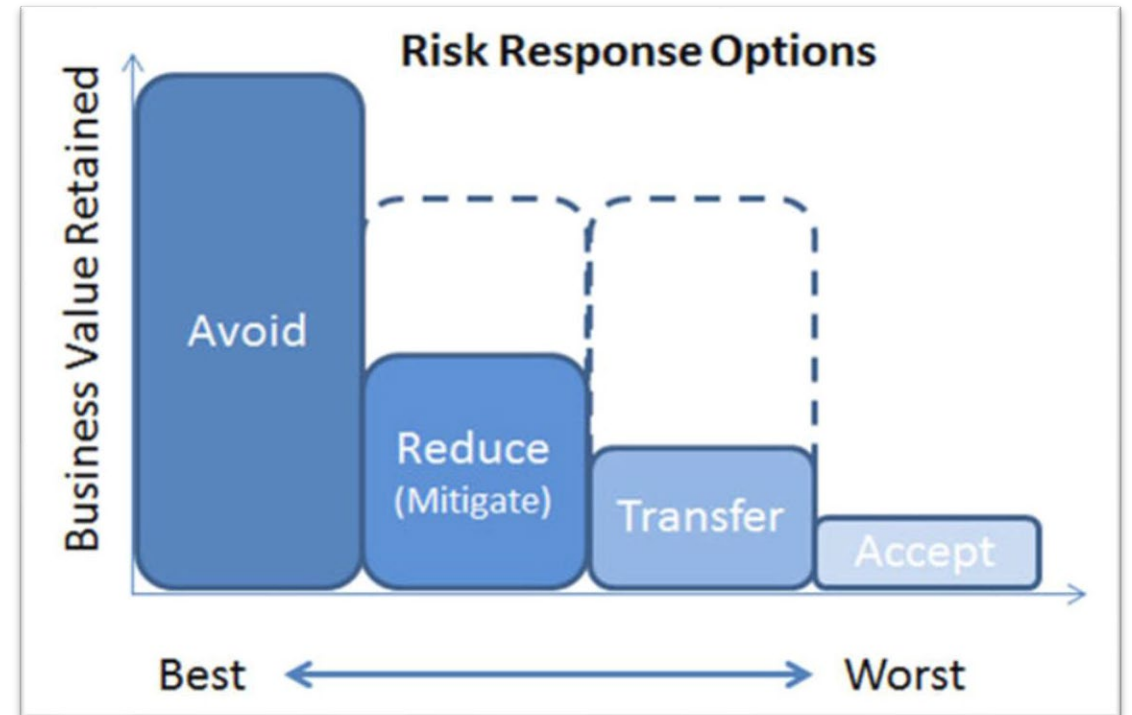 Risk Response Options
Business Value Retained
Avoid
Reduce
(Mitigate)
Transfer
Accept
Best
Worst